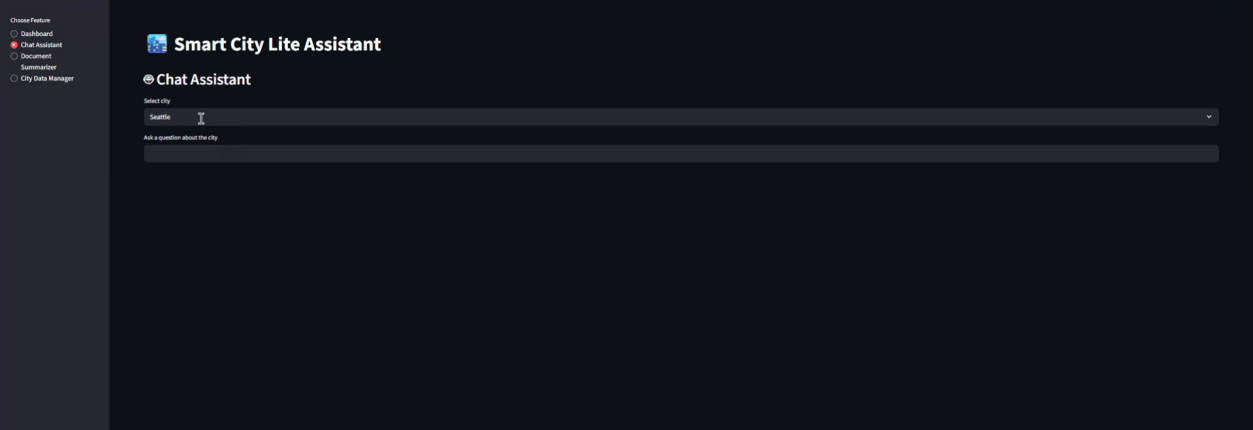 Choose Feature
Dashboard
Chat Assistant
Document
Summarizer
City Data Manager
Smart City Lite Assistant
Chat Assistant
Select city
Seattle
Ask a question about the city